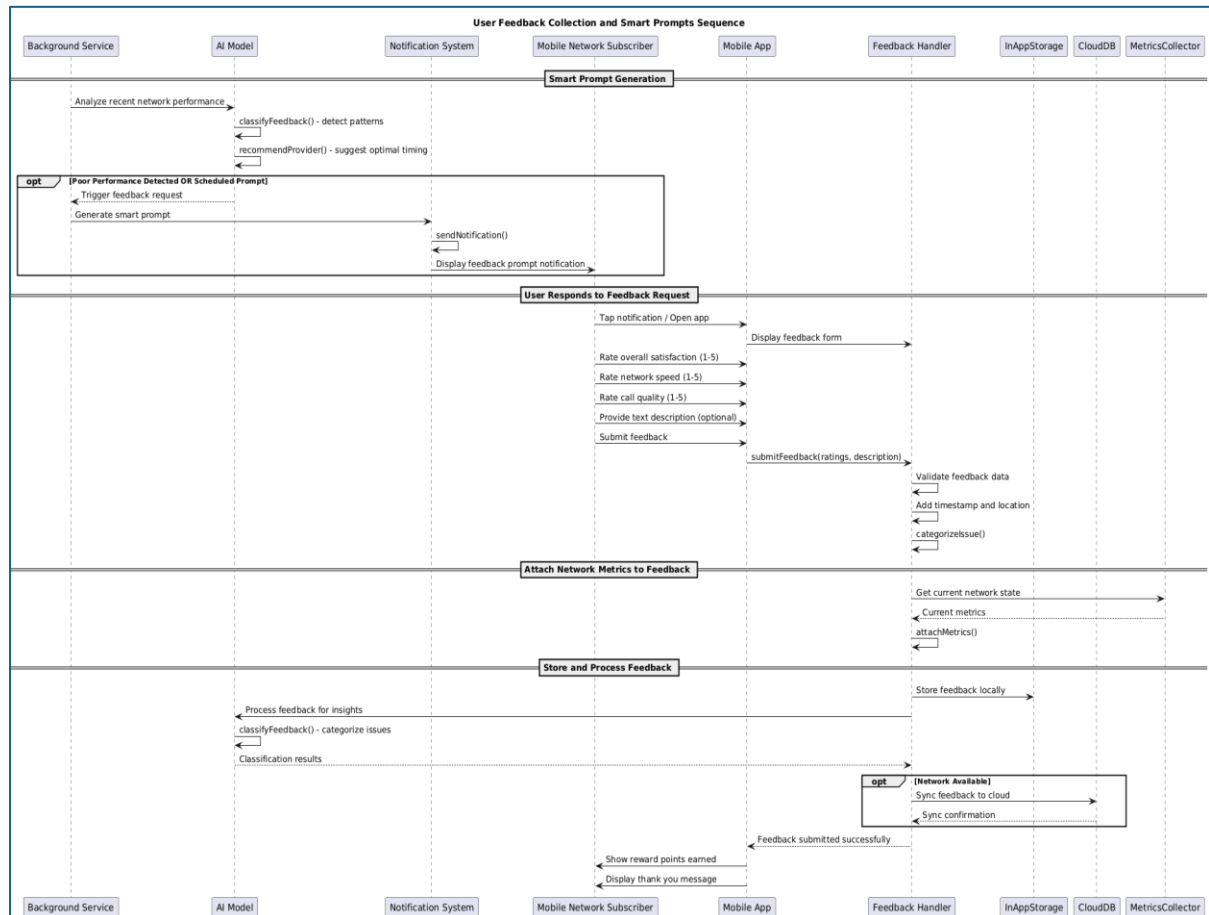 User Feedback Collection and Smart Prompts Sequence
Background Service
AI Model
Notification System
Mobile Network Subscriber
Mobile App
Feedback Handler
InAppStorage
CloudDB
MetricsCollector
Smart Prompt Generation
Analyze recent network performance
classifyFeedback() - detect patterns
recommendProvider() - suggest optimal timing
opt
[Poor Performance Detected OR Scheduled Prompt]
Trigger feedback request
Generate smart prompt
sendNotification()
Display feedback prompt notification
User Responds to Feedback Request
Tap notification / Open app
Display feedback form
Rate overall satisfaction (1-5)
Rate network speed (1-5)
Rate call quality (1-5)
Provide text description (optional)
Submit feedback
submitFeedback(ratings, description)
Validate feedback data
Add timestamp and location
categorizeIssue()
Attach Network Metrics to Feedback
Get current network state
Current metrics
attachMetrics()
Store and Process Feedback
Store feedback locally
Process feedback for insights
classifyFeedback() - categorize issues
Classification results
opt
[Network Available]
Sync feedback to cloud
Sync confirmation
Feedback submitted successfully
Show reward points earned
Display thank you message
Background Service
AI Model
Notification System
Mobile Network Subscriber
Mobile App
Feedback Handler
InAppStorage
CloudDB
MetricsCollector